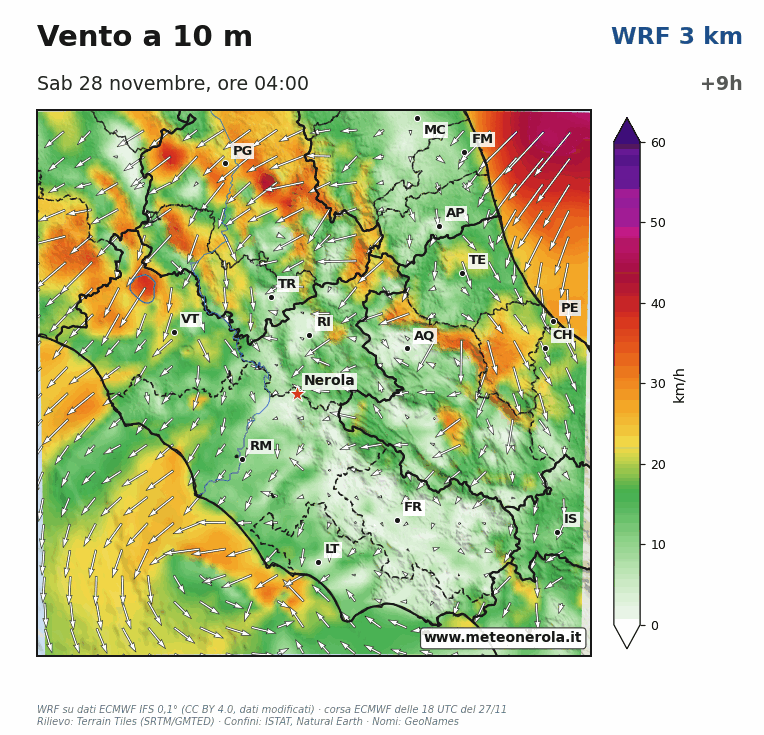 Vento a 10 m
WRF 3 km
Sab 28 novembre, ore 04:00
+9h
MC
FM
PG
AP
TE
TR
PE
VT
RI
AQ
CH
Nerola
RM
FR
IS
LT
www.meteonerola.it
60
50
40
30
20
10
0
km/h
WRF su dati ECMWF IFS 0,1° (CC BY 4.0, dati modificati) · corsa ECMWF delle 18 UTC del 27/11
Rilievo: Terrain Tiles (SRTM/GMTED) · Confini: ISTAT, Natural Earth · Nomi: GeoNames